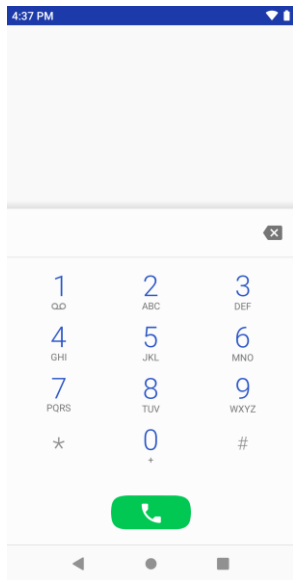 4:37 PM
1 2 3
ABC DEF
4 5 6
GHI JKL MNO
7 8 9
PQRS TUV WXYZ
* 0 #
+